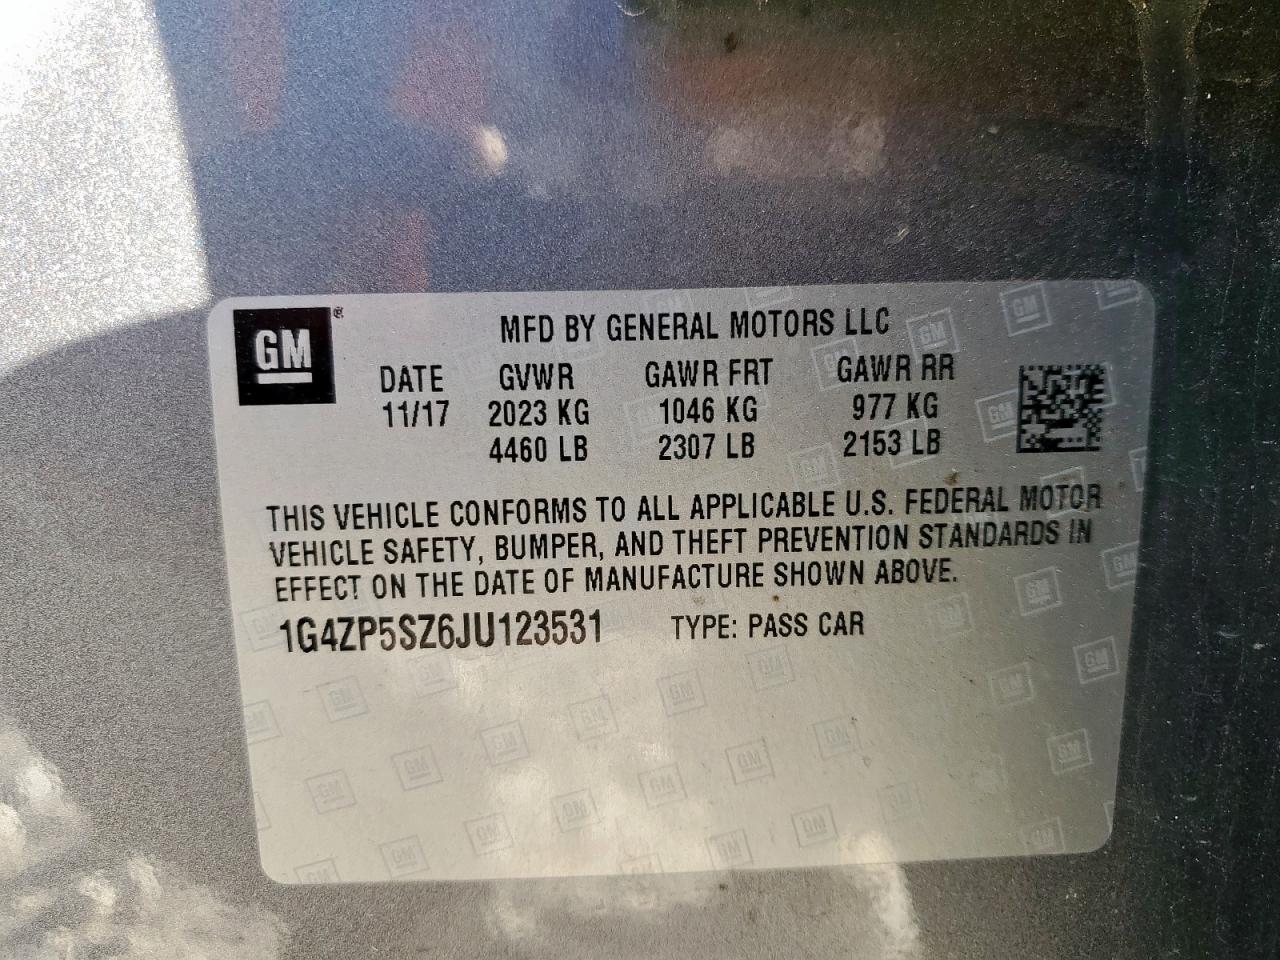 GM ®
MFD BY GENERAL MOTORS LLC
DATE GVWR GAWR FRT GAWR RR
11/17 2023 KG 1046 KG 977 KG
4460 LB 2307 LB 2153 LB
THIS VEHICLE CONFORMS TO ALL APPLICABLE U.S. FEDERAL MOTOR
VEHICLE SAFETY, BUMPER, AND THEFT PREVENTION STANDARDS IN
EFFECT ON THE DATE OF MANUFACTURE SHOWN ABOVE.
1G4ZP5SZ6JU123531 TYPE: PASS CAR